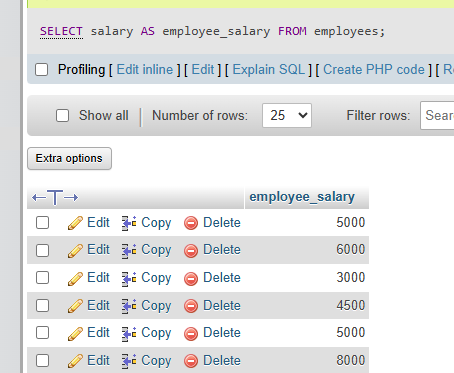 SELECT salary AS employee_salary FROM employees;
Profiling [ Edit inline ] [ Edit ] [ Explain SQL ] [ Create PHP code ] [
Show all Number of rows: 25 Filter rows: Sear
Extra options
←T→ employee_salary
Edit Copy Delete 5000
Edit Copy Delete 6000
Edit Copy Delete 3000
Edit Copy Delete 4500
Edit Copy Delete 5000
Edit Copy Delete 8000